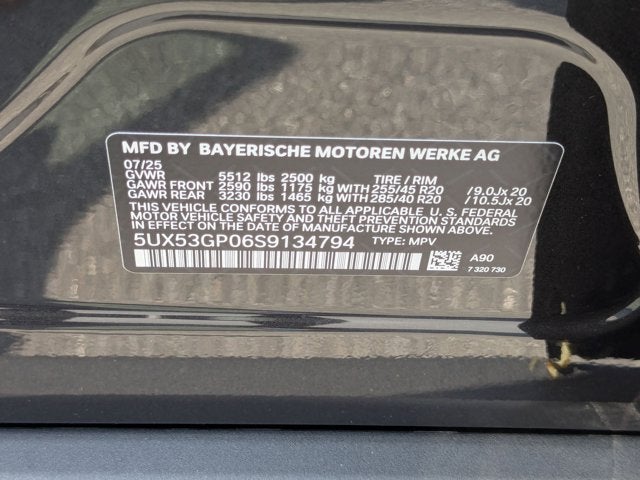 MFD BY BAYERISCHE MOTOREN WERKE AG
07/25
GVWR 5512 lbs 2500 kg TIRE / RIM
GAWR FRONT 2590 lbs 1175 kg WITH 255/45 R20 /9.0Jx 20
GAWR REAR 3230 lbs 1465 kg WITH 285/40 R20 /10.5Jx 20
THIS VEHICLE CONFORMS TO ALL APPLICABLE U. S. FEDERAL
MOTOR VEHICLE SAFETY AND THEFT PREVENTION STANDARDS
IN EFFECT ON THE DATE OF MANUFACTURE SHOWN ABOVE.
5UX53GP06S9134794 TYPE: MPV
A90
7 320 730